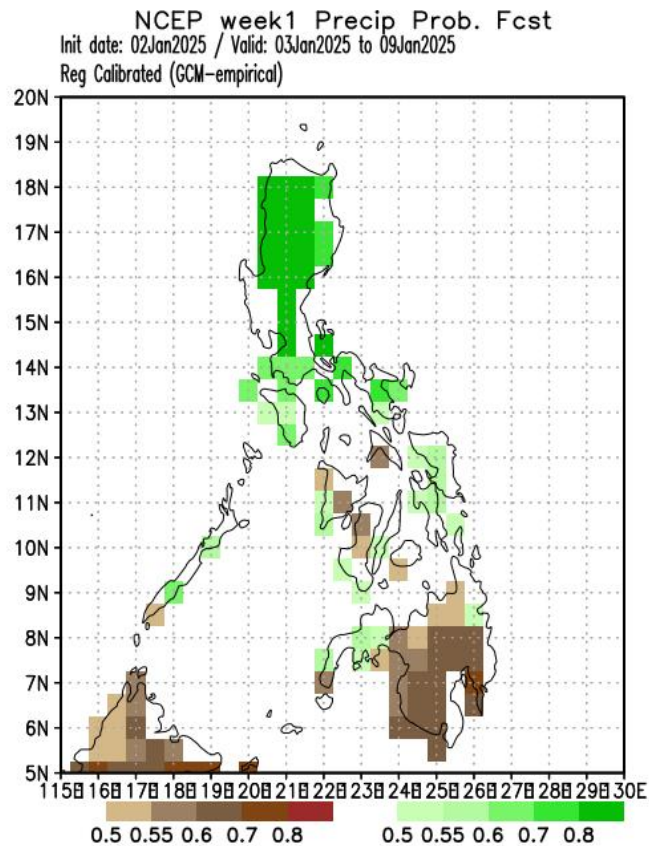 NCEP week1 Precip Prob. Fcst
Init date: 02Jan2025 / Valid: 03Jan2025 to 09Jan2025
Reg Calibrated (GCM-empirical)
20N
19N
18N
17N
16N
15N
14N
13N
12N
11N
10N
9N
8N
7N
6N
5N
115E 116E 117E 118E 119E 120E 121E 122E 123E 124E 125E 126E 127E 128E 129E 130E
0.5 0.55 0.6 0.7 0.8 0.5 0.55 0.6 0.7 0.8